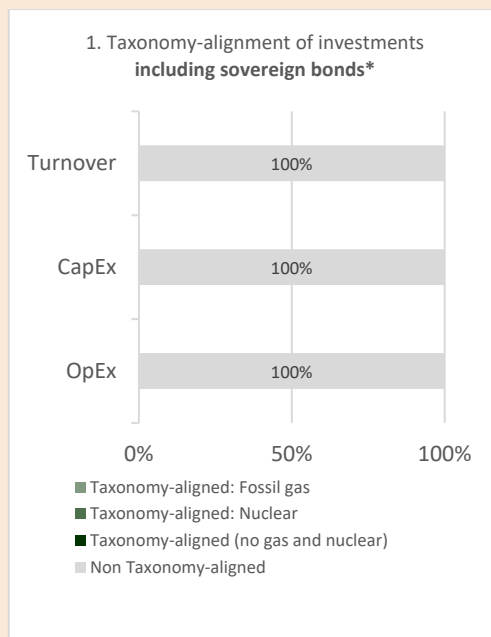 1. Taxonomy-alignment of investments
including sovereign bonds*
Turnover
100%
CapEx
100%
OpEx
100%
0%
50%
100%
Taxonomy-aligned: Fossil gas
Taxonomy-aligned: Nuclear
Taxonomy-aligned (no gas and nuclear)
Non Taxonomy-aligned